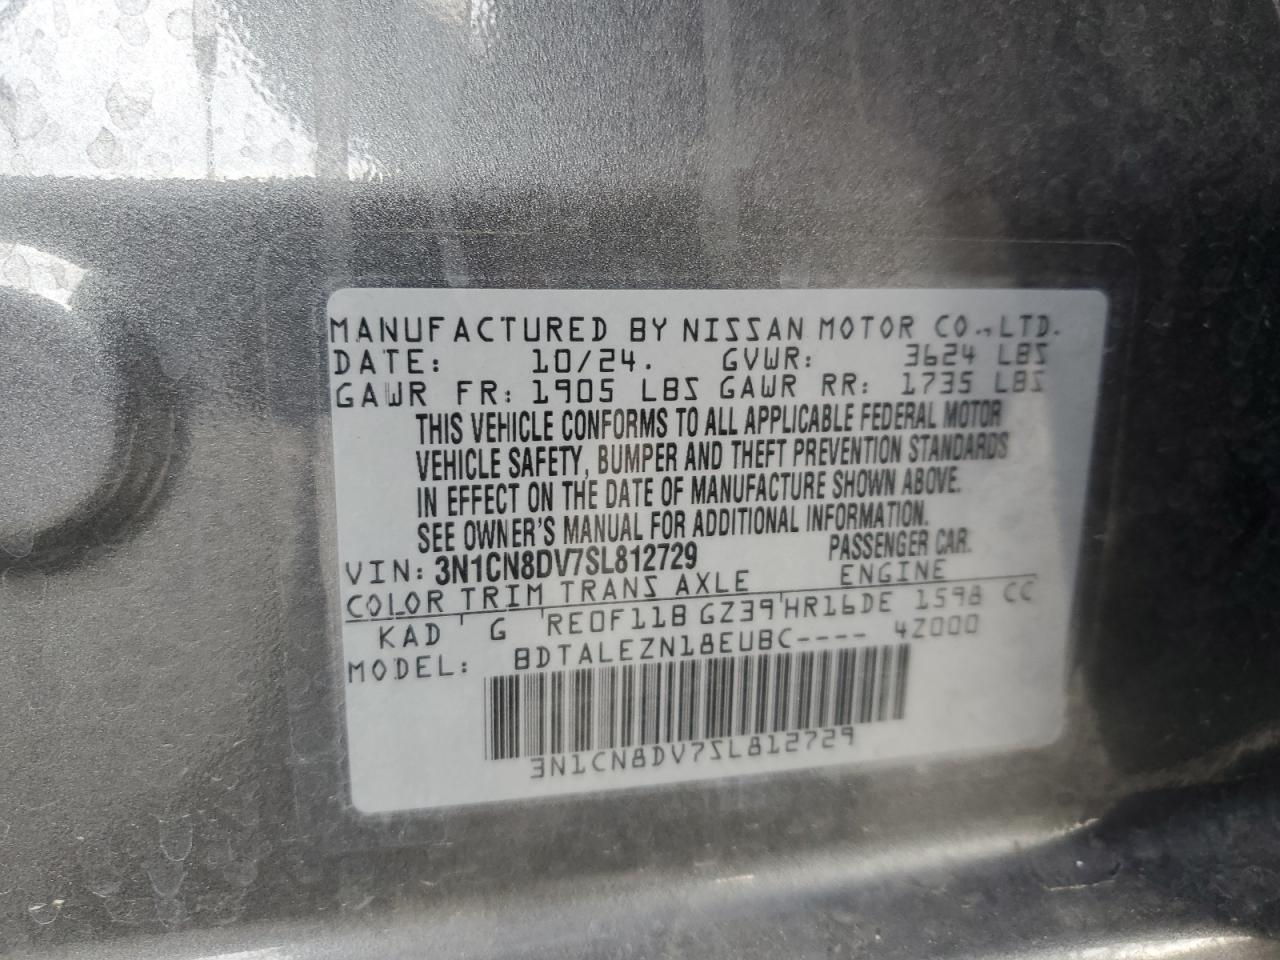 MANUFACTURED BY NISSAN MOTOR CO., LTD.
DATE: 10/24. GVWR: 3624 LBS
GAWR FR: 1905 LBS GAWR RR: 1735 LBS
THIS VEHICLE CONFORMS TO ALL APPLICABLE FEDERAL MOTOR
VEHICLE SAFETY, BUMPER AND THEFT PREVENTION STANDARDS
IN EFFECT ON THE DATE OF MANUFACTURE SHOWN ABOVE.
SEE OWNER'S MANUAL FOR ADDITIONAL INFORMATION.
VIN: 3N1CN8DV7SL812729 PASSENGER CAR.
COLOR TRIM TRANS AXLE ENGINE
KAD G RE0F11B GZ39 HR16DE 1598 CC
MODEL: BDTALEZN18EUBC---- 4Z000
3N1CN8DV7SL812729